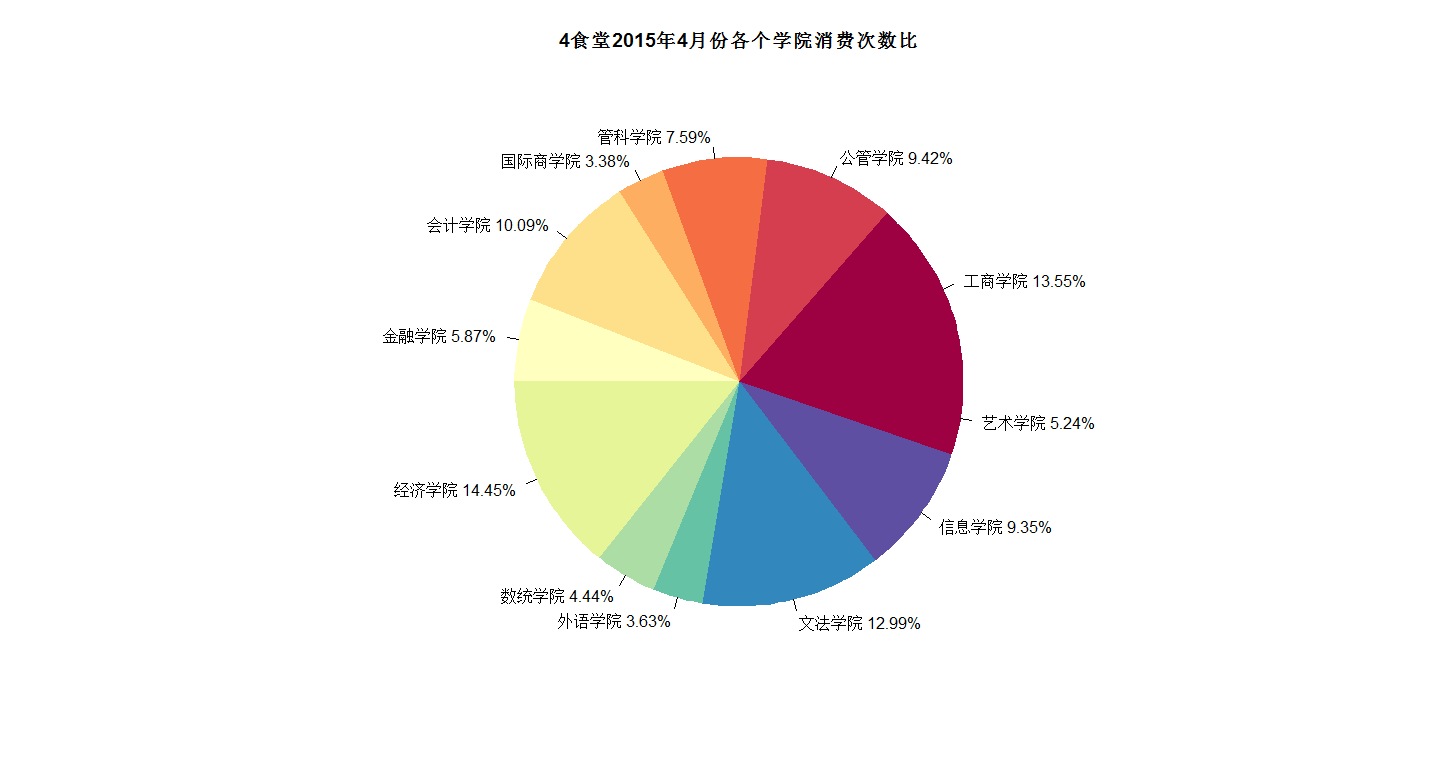 4食堂2015年4月份各个学院消费次数比
管科学院 7.59%
公管学院 9.42%
国际商学院 3.38%
会计学院 10.09%
工商学院 13.55%
金融学院 5.87%
艺术学院 5.24%
经济学院 14.45%
信息学院 9.35%
数统学院 4.44%
外语学院 3.63%
文法学院 12.99%